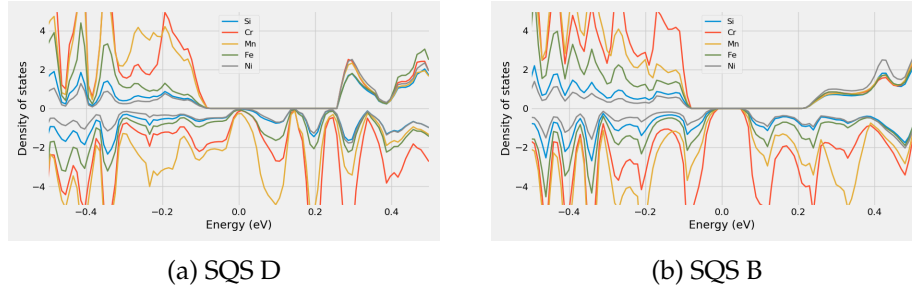 Density of states
4
2
0
−2
−4
Si
Cr
Mn
Fe
Ni
−0.4 −0.2 0.0 0.2 0.4
Energy (eV)
(a) SQS D
Density of states
4
2
0
−2
−4
Si
Cr
Mn
Fe
Ni
−0.4 −0.2 0.0 0.2 0.4
Energy (eV)
(b) SQS B